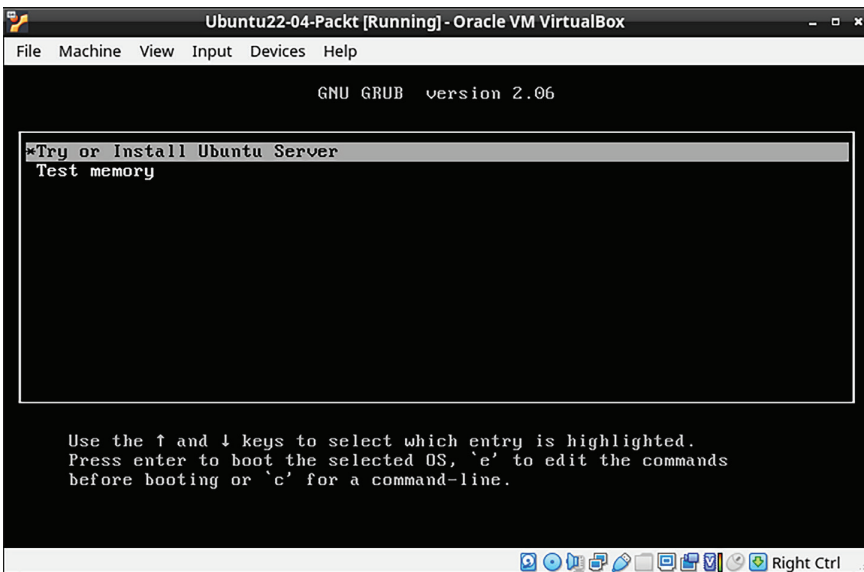 Ubuntu22-04-Packt [Running] - Oracle VM VirtualBox
File Machine View Input Devices Help
GNU GRUB version 2.06
*Try or Install Ubuntu Server
Test memory
Use the ↑ and ↓ keys to select which entry is highlighted.
Press enter to boot the selected OS, `e' to edit the commands
before booting or `c' for a command-line.
Right Ctrl